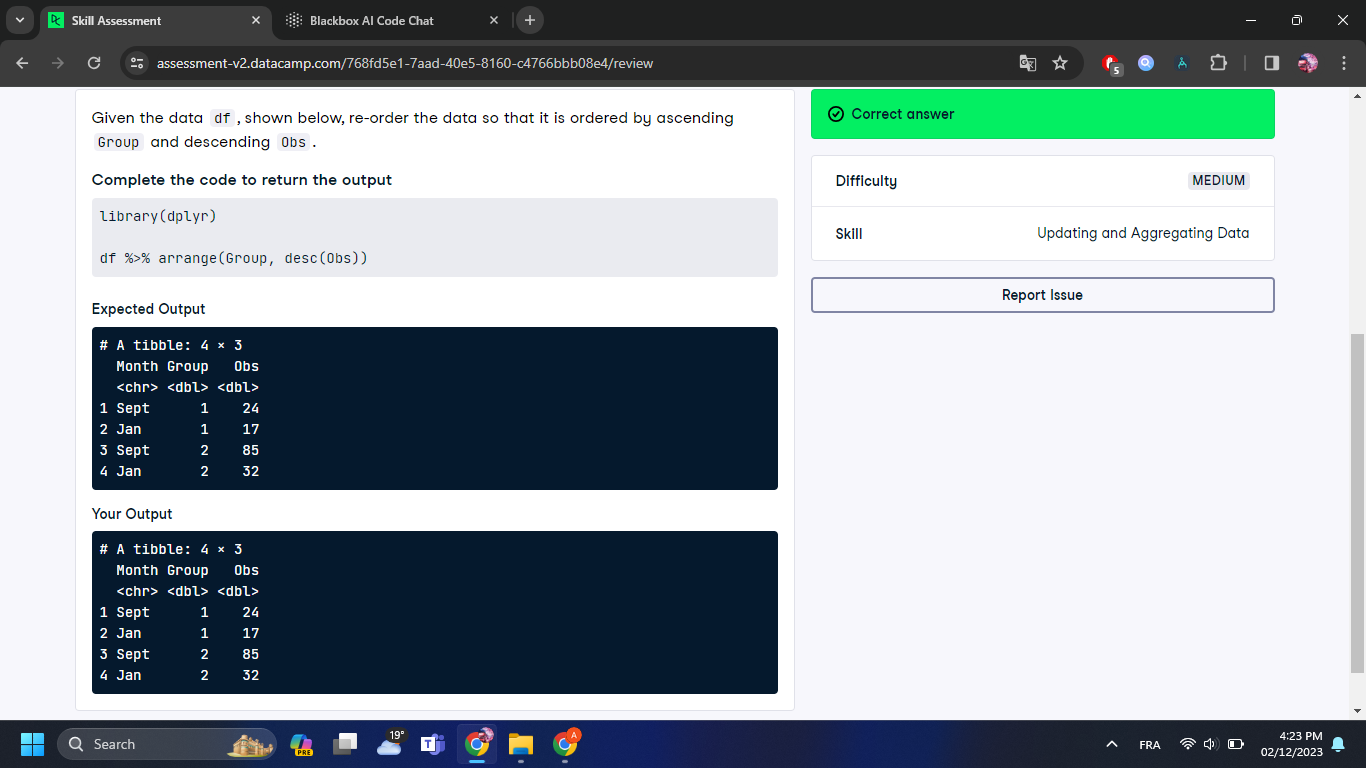 Skill Assessment
Blackbox AI Code Chat
assessment-v2.datacamp.com/768fd5e1-7aad-40e5-8160-c4766bbb08e4/review
5
Given the data df , shown below, re-order the data so that it is ordered by ascending
Group and descending Obs .
Complete the code to return the output
library(dplyr)
df %>% arrange(Group, desc(Obs))
Expected Output
# A tibble: 4 × 3
Month Group Obs
<chr> <dbl> <dbl>
1 Sept 1 24
2 Jan 1 17
3 Sept 2 85
4 Jan 2 32
Your Output
# A tibble: 4 × 3
Month Group Obs
<chr> <dbl> <dbl>
1 Sept 1 24
2 Jan 1 17
3 Sept 2 85
4 Jan 2 32
Correct answer
Difficulty MEDIUM
Skill Updating and Aggregating Data
Report Issue
Search
PRE
19°
A
FRA
4:23 PM
02/12/2023